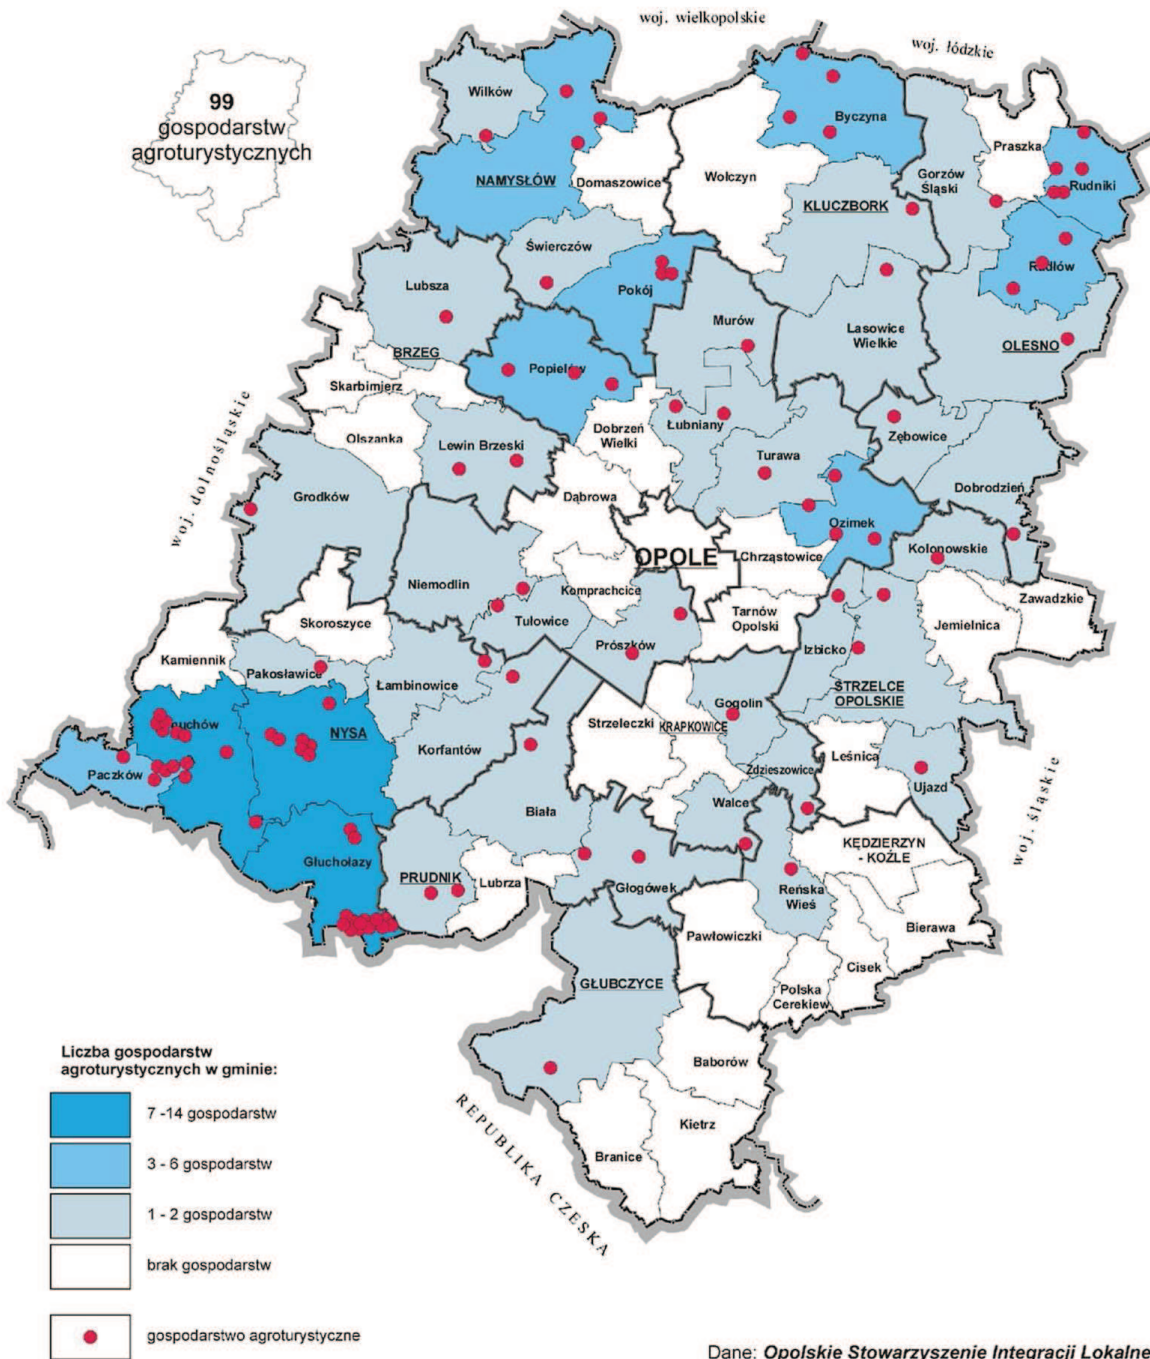 woj. wielkopolskie
woj. łódzkie
99
gospodarstw
agroturystycznych
Wilków
Byczyna
Praszka
NAMYSŁÓW
Domaszowice
Wołczyn
Gorzów
Śląski
Rudniki
KLUCZBORK
Świerczów
Radłów
Lubsza
Pokój
Murów
Lasowice
Wielkie
OLESNO
BRZEG
Skarbimierz
Popielów
Olszanka
Lewin Brzeski
Dobrzeń
Wielki
Łubniany
Zębowice
Turawa
woj. dolnośląskie
Grodków
Dąbrowa
Dobrodzień
Ozimek
OPOLE
Chrząstowice
Kolonowskie
Niemodlin
Komprachcice
Zawadzkie
Skoroszyce
Tułowice
Tarnów
Opolski
Jemielnica
Prószków
Izbicko
Kamiennik
Pakosławice
Łambinowice
STRZELCE
OPOLSKIE
Gogolin
Strzeleczki
KRAPKOWICE
NYSA
Korfantów
Leśnica
Zdzieszowice
Paczków
Ujazd
Walce
Biała
woj. śląskie
KĘDZIERZYN
- KOŹLE
Głuchołazy
PRUDNIK
Lubrza
Głogówek
Reńska
Wieś
Bierawa
Pawłowiczki
Cisek
GŁUBCZYCE
Polska
Cerekiew
Baborów
Kietrz
Branice
REPUBLIKA CZESKA
Liczba gospodarstw
agroturystycznych w gminie:
7 -14 gospodarstw
3 - 6 gospodarstw
1 - 2 gospodarstw
brak gospodarstw
gospodarstwo agroturystyczne
Dane: Opolskie Stowarzyszenie Integracji Lokalne